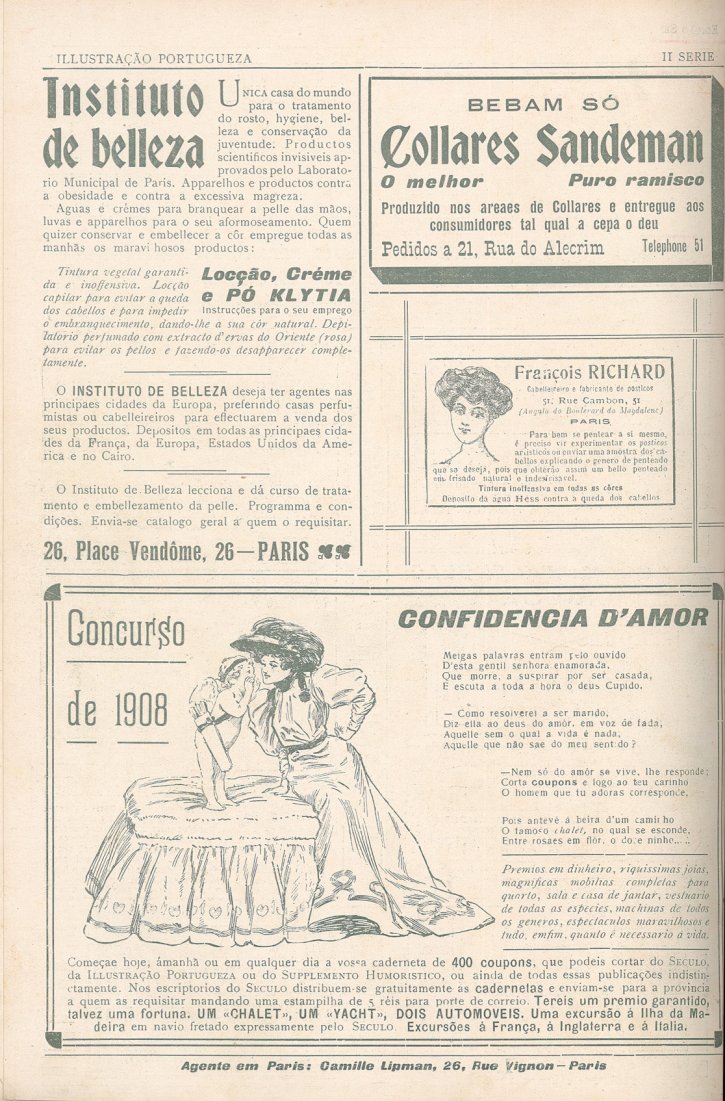 ILLUSTRAÇÃO PORTUGUEZA
II SERIE
Instituto
de belleza
UNICA casa do mundo
para o tratamento
do rosto, hygiene, bel-
leza e conservação da
juventude. Productos
scientificos invisiveis ap-
provados pelo Laborato-
rio Municipal de Paris. Apparelhos e productos contra
a obesidade e contra a excessiva magreza.
Aguas e crémes para branquear a pelle das mãos,
luvas e apparelhos para o seu aformoseamento. Quem
quizer conservar e embellecer a côr empregue todas as
manhãs os maravilhosos productos:
Tintura vegetal garanti-
da e inoffensiva. Locção
capilar para evitar a queda
dos cabellos e para impedir
Locção, Créme
e PÓ KLYTIA
Instrucções para o seu emprego
o embranquecimento, dando-lhe a sua côr natural. Depi-
latorio perfumado com extracto d'ervas do Oriente (rosa)
para evitar os pellos e fazendo-os desapparecer comple-
tamente.
O INSTITUTO DE BELLEZA deseja ter agentes nas
principaes cidades da Europa, preferindo casas perfu-
mistas ou cabelleireiros para effectuarem a venda dos
seus productos. Depositos em todas as principaes cida-
des da França, da Europa, Estados Unidos da Ame-
rica e no Cairo.
O Instituto de Belleza lecciona e dá curso de trata-
mento e embellezamento da pelle. Programma e con-
dições. Envia-se catalogo geral a quem o requisitar.
26, Place Vendôme, 26—PARIS
BEBAM SÓ
Collares Sandeman
O melhor Puro ramisco
Produzido nos areaes de Collares e entregue aos
consumidores tal qual a cepa o deu
Pedidos a 21, Rua do Alecrim Telephone 51
François RICHARD
Cabelleireiro e fabricante de posticos
51, Rue Cambon, 51
(Angulo do Boulevard do Magdalene)
PARIS
Para bem se pentear a si mesmo,
é preciso vir experimentar os posticos
artisticos ou enviar uma amostra dos ca-
bellos explicando o genero de penteado
que se deseja, pois que obterão assim um bello penteado
em frisado natural e indesfrisavel.
Tintura inoffensiva em todas as côres
Deposito da agua Hess contra a queda dos cabellos
Concurso
de 1908
CONFIDENCIA D'AMOR
Meigas palavras entram pelo ouvido
D'esta gentil senhora enamorada,
Que morre, a suspirar por ser casada,
E escuta a toda a hora o deus Cupido.
— Como resolverei a ser marido,
Diz ella ao deus do amôr, em voz de fada,
Aquelle sem o qual a vida é nada,
Aquelle que não sae do meu sentido?
—Nem só do amôr se vive, lhe responde;
Corta coupons e logo ao teu carinho
O homem que tu adoras corresponde,
Pois antevê á beira d'um caminho
O famoso chalet, no qual se esconde,
Entre rosaes em flôr, o doce ninho....
Premios em dinheiro, riquissimas joias,
magnificas mobilias completas para
quarto, sala e casa de jantar, vestuario
de todas as especies, machinas de todos
os generos, espectaculos maravilhosos e
tudo, emfim, quanto é necessario á vida.
Começae hoje, ámanhã ou em qualquer dia a vossa caderneta de 400 coupons, que podeis cortar do SECULO,
da ILLUSTRAÇÃO PORTUGUEZA ou do SUPPLEMENTO HUMORISTICO, ou ainda de todas essas publicações indistin-
ctamente. Nos escriptorios do SECULO distribuem-se gratuitamente as cadernetas e enviam-se para a provincia
a quem as requisitar mandando uma estampilha de 5 réis para porte de correio. Tereis um premio garantido,
talvez uma fortuna. UM «CHALET», UM «YACHT», DOIS AUTOMOVEIS. Uma excursão á Ilha da Ma-
deira em navio fretado expressamente pelo SECULO. Excursões á França, á Inglaterra e á Italia.
Agente em Paris: Camille Lipman, 26, Rue Vignon—Paris